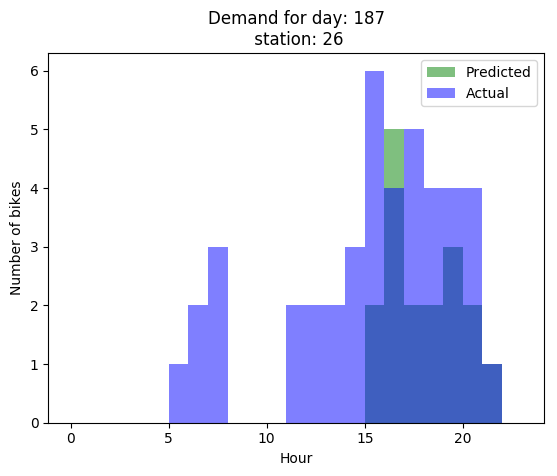 Demand for day: 187
station: 26
Predicted
Actual
Number of bikes
6
5
4
3
2
1
0
0
5
10
15
20
Hour